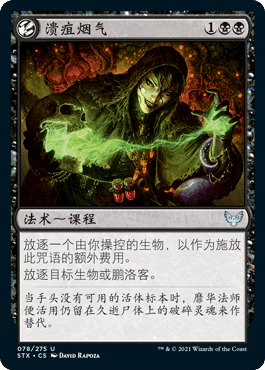 溃疽烟气 1
法术～课程
放逐一个由你操控的生物，以作为施放
此咒语的额外费用。
放逐目标生物或鹏洛客。
当手头没有可用的活体标本时，靡华法师
便活用仍留在久逝尸体上的破碎灵魂来作
替代。
078/275 U
STX • CS DAVID RAPOZA
™ & © 2021 Wizards of the Coast